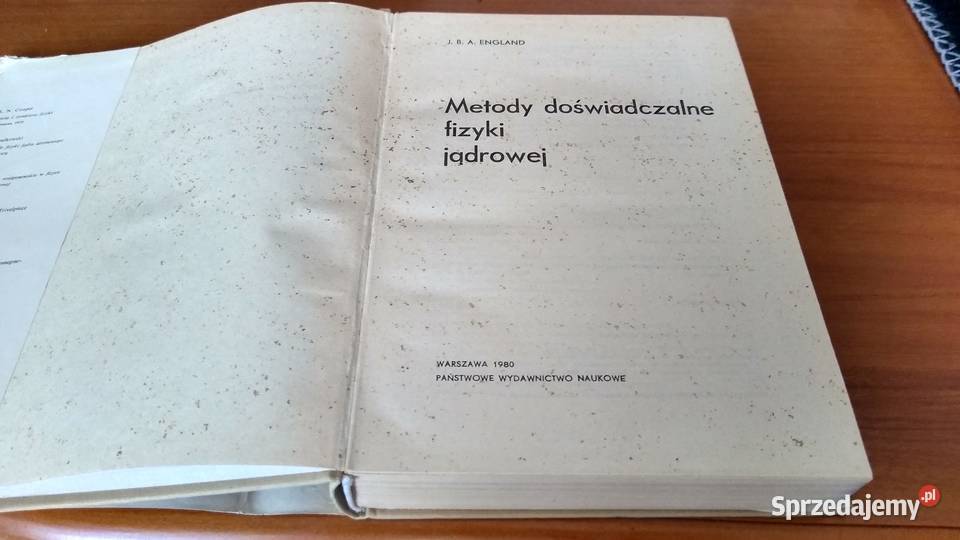 J. B. A. ENGLAND
Metody doświadczalne
fizyki
jądrowej
WARSZAWA 1980
PAŃSTWOWE WYDAWNICTWO NAUKOWE
Sprzedajemy.pl